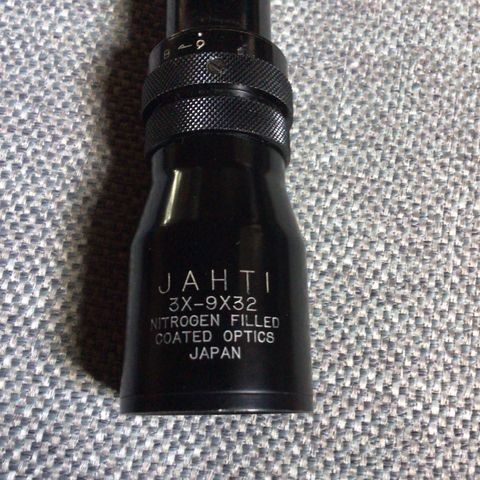 JAHTI
3X-9X32
NITROGEN FILLED
COATED OPTICS
JAPAN